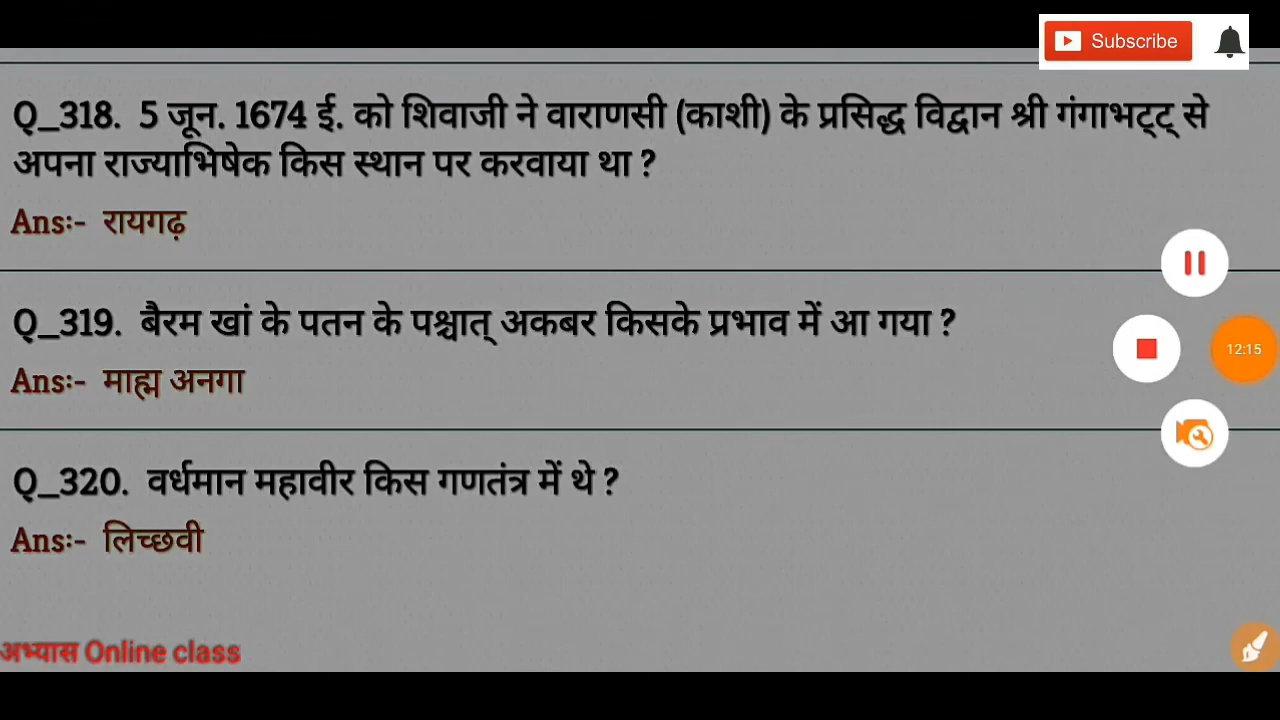 Subscribe
Q_318. 5 जून. 1674 ई. को शिवाजी ने वाराणसी (काशी) के प्रसिद्ध विद्वान श्री गंगाभट्ट् से
अपना राज्याभिषेक किस स्थान पर करवाया था ?
Ans:- रायगढ़
Q_319. बैरम खां के पतन के पश्चात् अकबर किसके प्रभाव में आ गया ?
Ans:- माह्म अनगा
12:15
Q_320. वर्धमान महावीर किस गणतंत्र में थे ?
Ans:- लिच्छवी
अभ्यास Online class